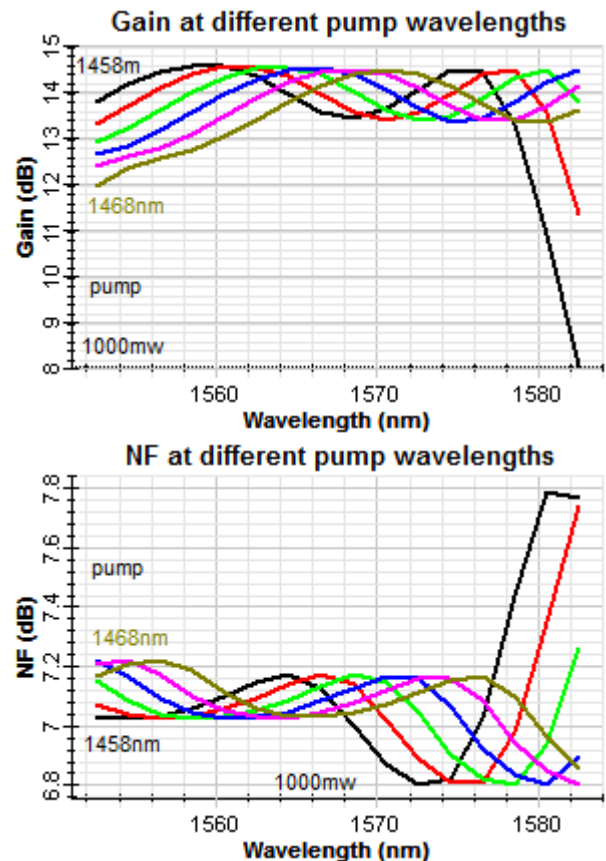 Gain at different pump wavelengths
15
14
13
12
11
10
9
8
Gain (dB)
1458m
1468nm
pump
1000mw
1560 1570 1580
Wavelength (nm)
NF at different pump wavelengths
7.8
7.6
7.4
7.2
7
6.8
NF (dB)
pump
1468nm
1458nm
1000mw
1560 1570 1580
Wavelength (nm)